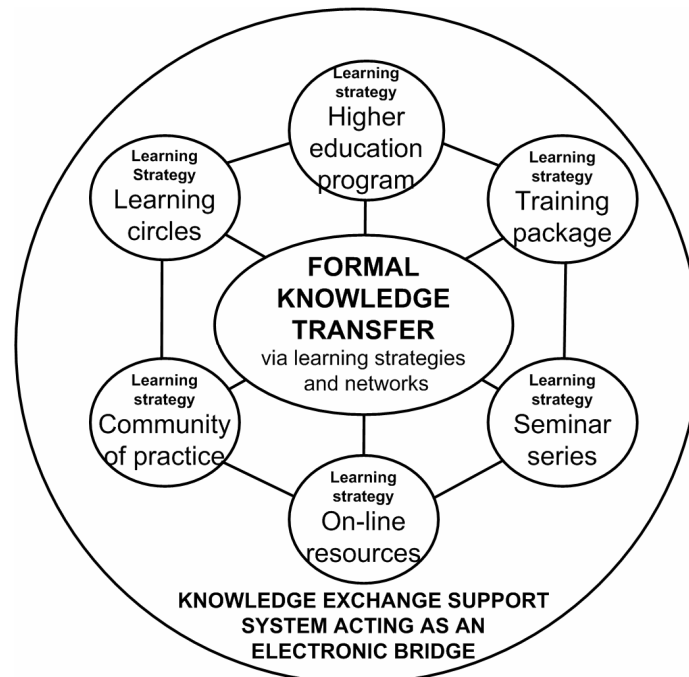 Learning
strategy
Higher
education
program
Learning
Strategy
Learning
circles
Learning
strategy
Training
package
FORMAL
KNOWLEDGE
TRANSFER
via learning strategies
and networks
Learning
strategy
Community
of practice
Learning
strategy
Seminar
series
Learning
strategy
On-line
resources
KNOWLEDGE EXCHANGE SUPPORT
SYSTEM ACTING AS AN
ELECTRONIC BRIDGE